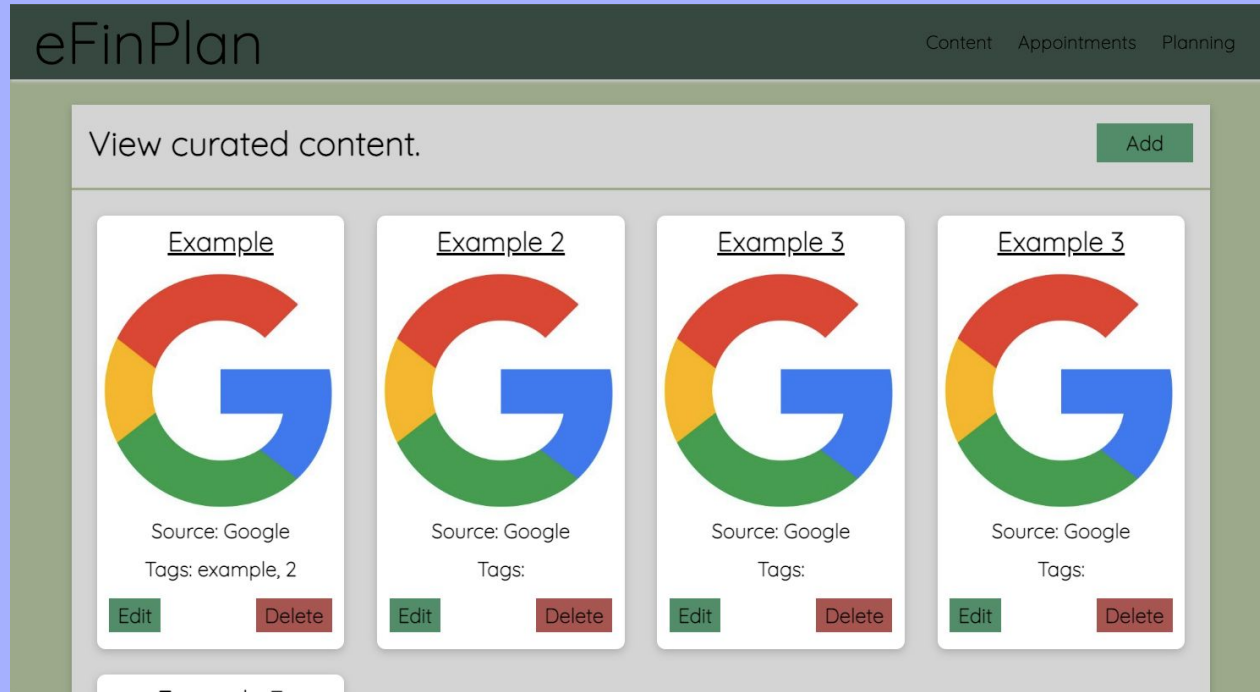 eFinPlan
Content Appointments Planning
View curated content.
Add
Example
Source: Google
Tags: example, 2
Edit Delete
Example 2
Source: Google
Tags:
Edit Delete
Example 3
Source: Google
Tags:
Edit Delete
Example 3
Source: Google
Tags:
Edit Delete